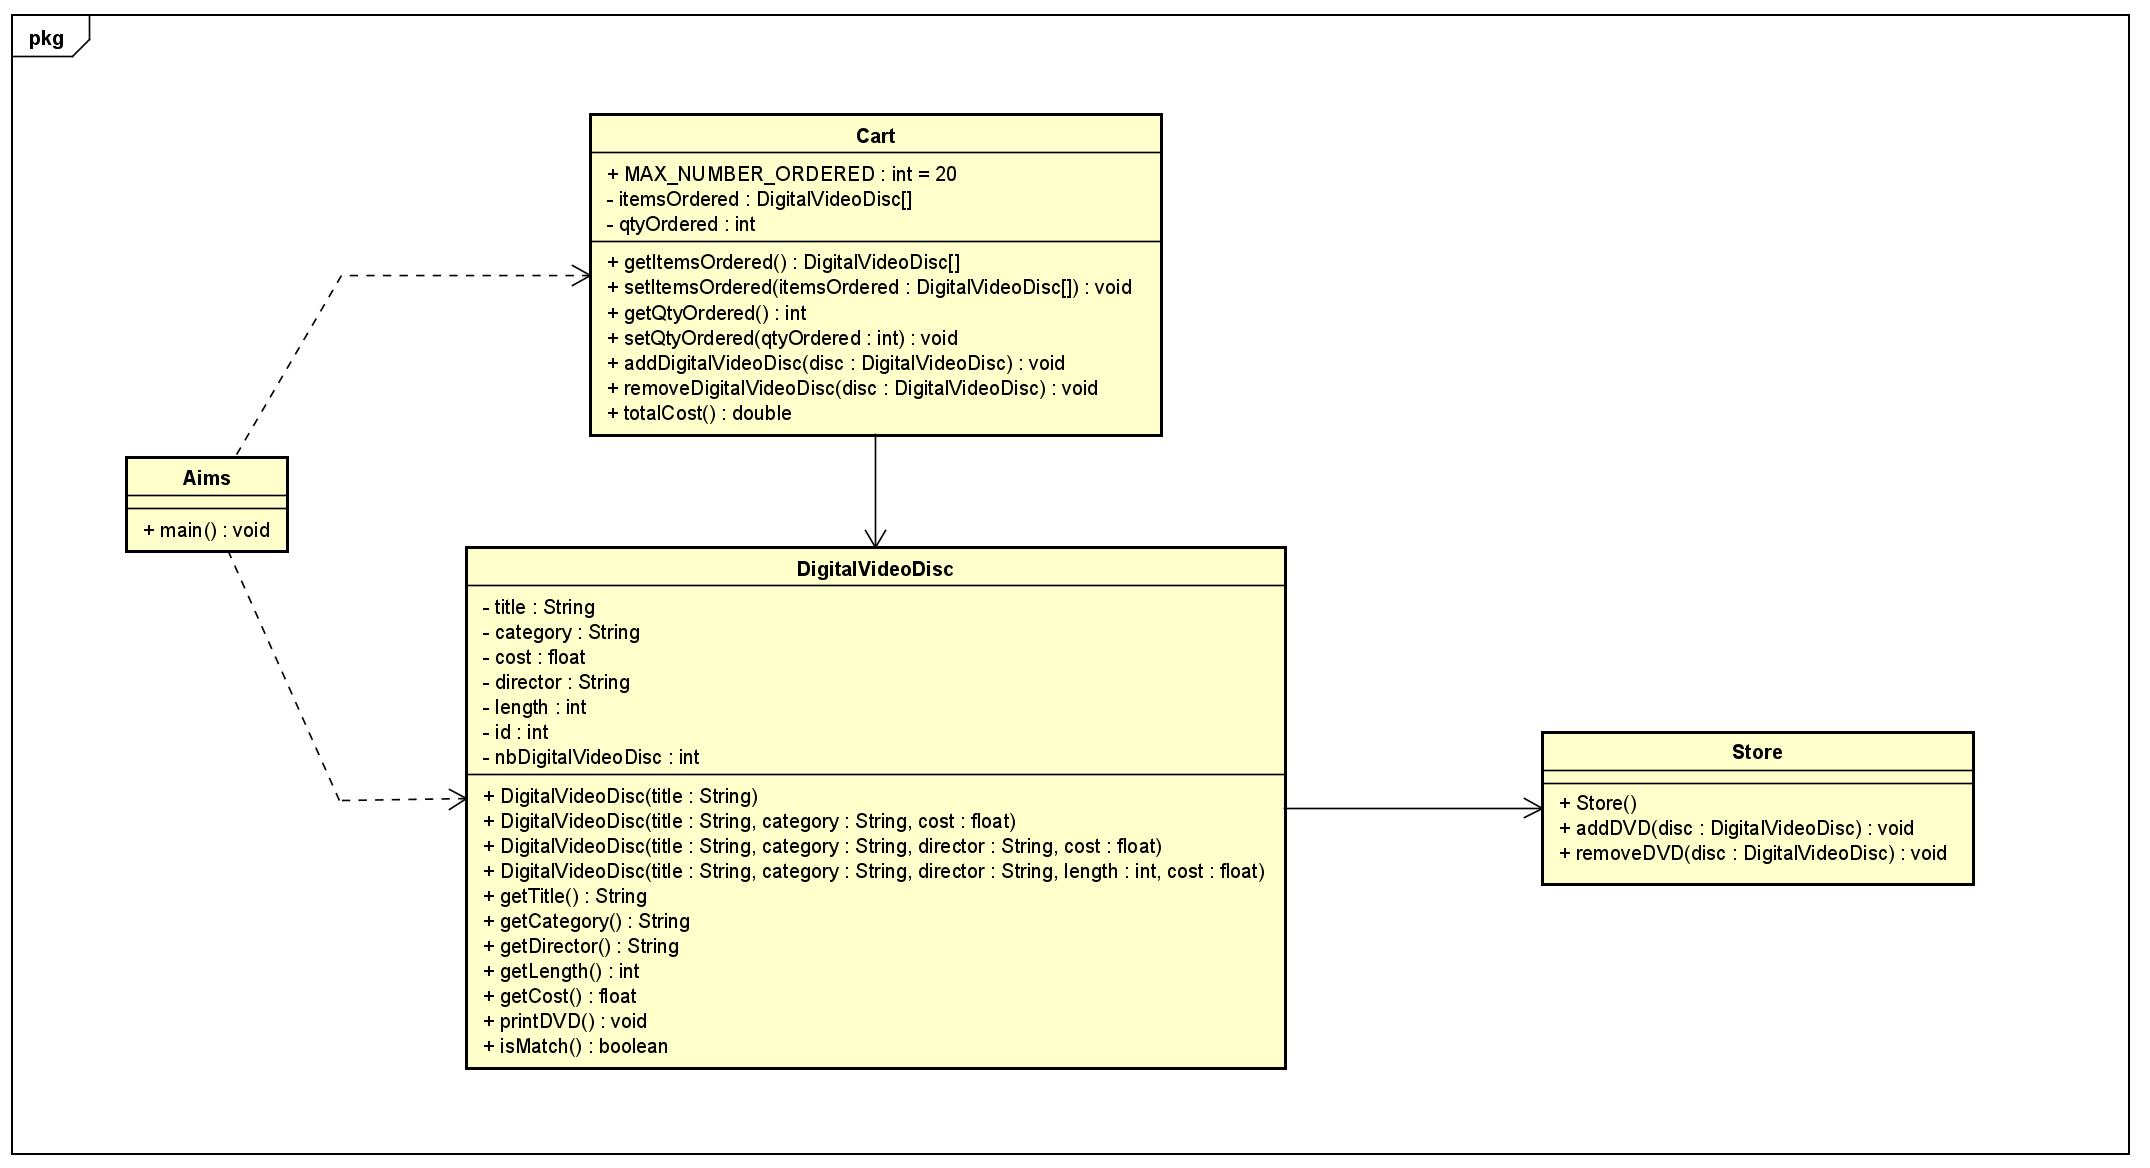 pkg
Cart
+ MAX_NUMBER_ORDERED : int = 20
- itemsOrdered : DigitalVideoDisc[]
- qtyOrdered : int
+ getItemsOrdered() : DigitalVideoDisc[]
+ setItemsOrdered(itemsOrdered : DigitalVideoDisc[]) : void
+ getQtyOrdered() : int
+ setQtyOrdered(qtyOrdered : int) : void
+ addDigitalVideoDisc(disc : DigitalVideoDisc) : void
+ removeDigitalVideoDisc(disc : DigitalVideoDisc) : void
+ totalCost() : double
Aims
+ main() : void
DigitalVideoDisc
- title : String
- category : String
- cost : float
- director : String
- length : int
- id : int
- nbDigitalVideoDisc : int
+ DigitalVideoDisc(title : String)
+ DigitalVideoDisc(title : String, category : String, cost : float)
+ DigitalVideoDisc(title : String, category : String, director : String, cost : float)
+ DigitalVideoDisc(title : String, category : String, director : String, length : int, cost : float)
+ getTitle() : String
+ getCategory() : String
+ getDirector() : String
+ getLength() : int
+ getCost() : float
+ printDVD() : void
+ isMatch() : boolean
Store
+ Store()
+ addDVD(disc : DigitalVideoDisc) : void
+ removeDVD(disc : DigitalVideoDisc) : void